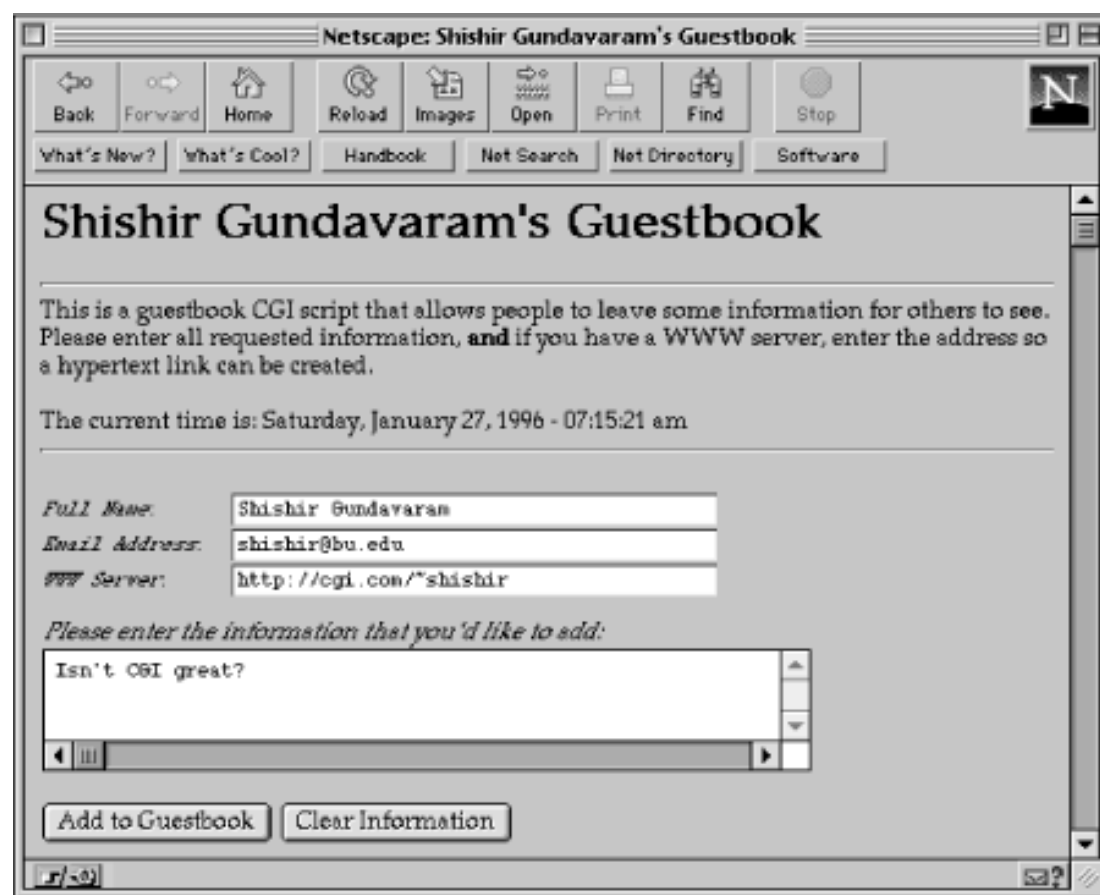 Netscape: Shishir Gundavaram's Guestbook
Back Forward Home Reload Images Open Print Find Stop
N
What's New? What's Cool? Handbook Net Search Net Directory Software
Shishir Gundavaram's Guestbook
This is a guestbook CGI script that allows people to leave some information for others to see.
Please enter all requested information, and if you have a WWW server, enter the address so
a hypertext link can be created.
The current time is: Saturday, January 27, 1996 - 07:15:21 am
Full Name: Shishir Gundavaram
Email Address: shishir@bu.edu
WWW Server: http://cgi.com/~shishir
Please enter the information that you'd like to add:
Isn't CGI great?
Add to Guestbook Clear Information
?